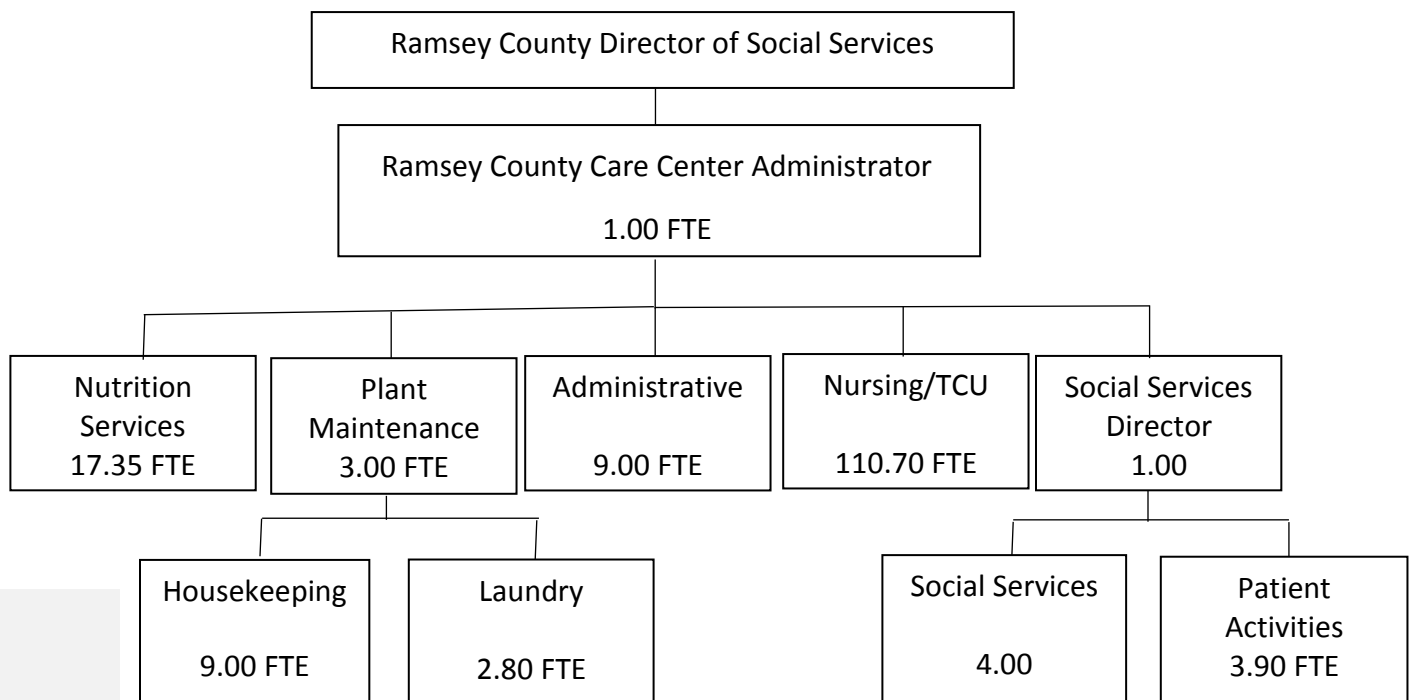 Ramsey County Director of Social Services
Ramsey County Care Center Administrator
1.00 FTE
Nutrition
Services
17.35 FTE
Plant
Maintenance
3.00 FTE
Administrative
9.00 FTE
Nursing/TCU
110.70 FTE
Social Services
Director
1.00
Housekeeping
9.00 FTE
Laundry
2.80 FTE
Social Services
4.00
Patient
Activities
3.90 FTE